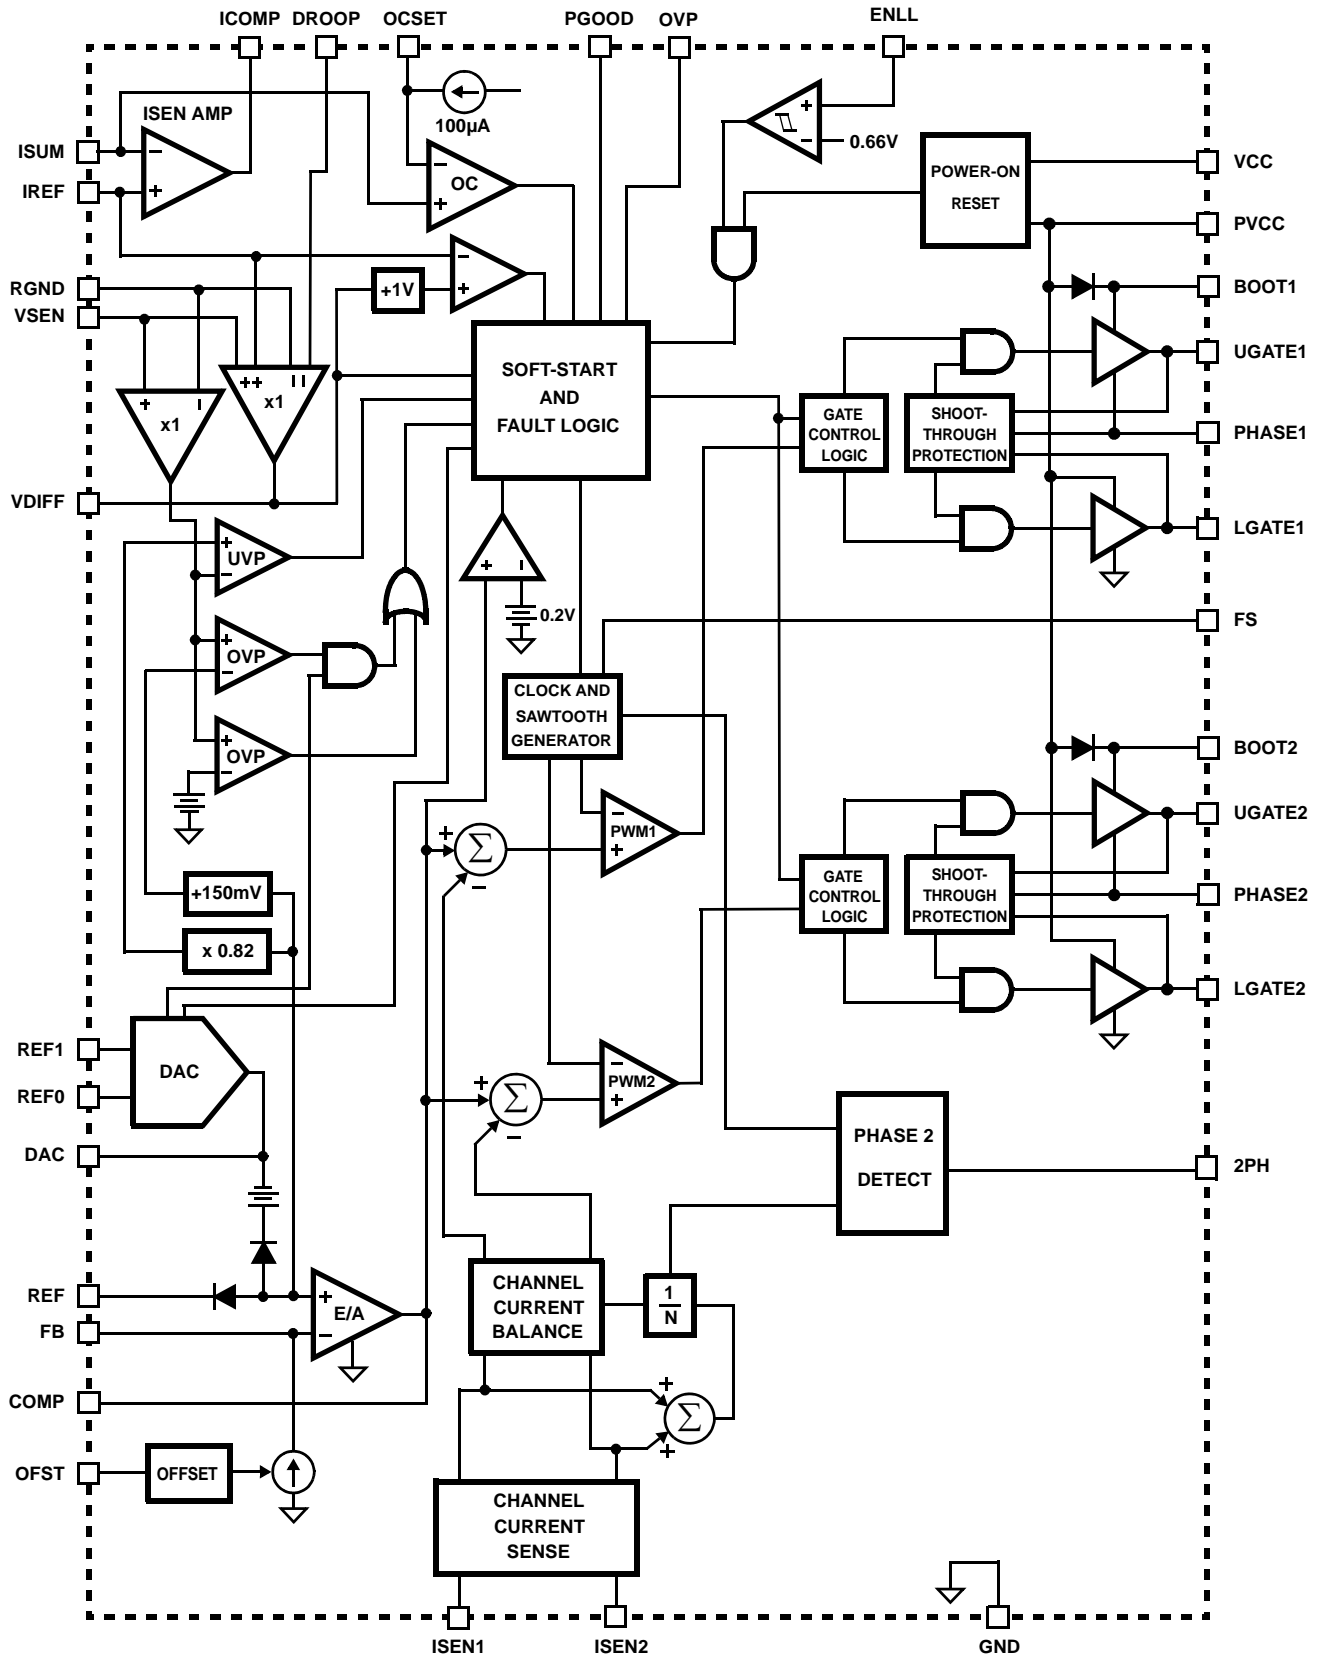 ICOMP DROOP OCSET PGOOD OVP ENLL
ISEN AMP
100µA
ISUM
−
+
IREF
−
OC
+
+
−
0.66V
POWER-ON
RESET
VCC
PVCC
−
+
+1V
RGND
VSEN
BOOT1
UGATE1
+ −
x1
++ −−
x1
SOFT-START
AND
FAULT LOGIC
GATE
CONTROL
LOGIC
SHOOT-
THROUGH
PROTECTION
PHASE1
VDIFF
LGATE1
+
UVP
−
+ −
0.2V
FS
+
OVP
−
CLOCK AND
SAWTOOTH
GENERATOR
+
OVP
−
BOOT2
UGATE2
+
Σ
−
−
PWM1
+
GATE
CONTROL
LOGIC
SHOOT-
THROUGH
PROTECTION
PHASE2
+150mV
x 0.82
LGATE2
REF1
REF0
DAC
+
Σ
−
−
PWM2
+
DAC
PHASE 2
DETECT
2PH
REF
FB
+
E/A
−
CHANNEL
CURRENT
BALANCE
1
N
COMP
+
Σ
+
OFST
OFFSET
CHANNEL
CURRENT
SENSE
ISEN1 ISEN2 GND